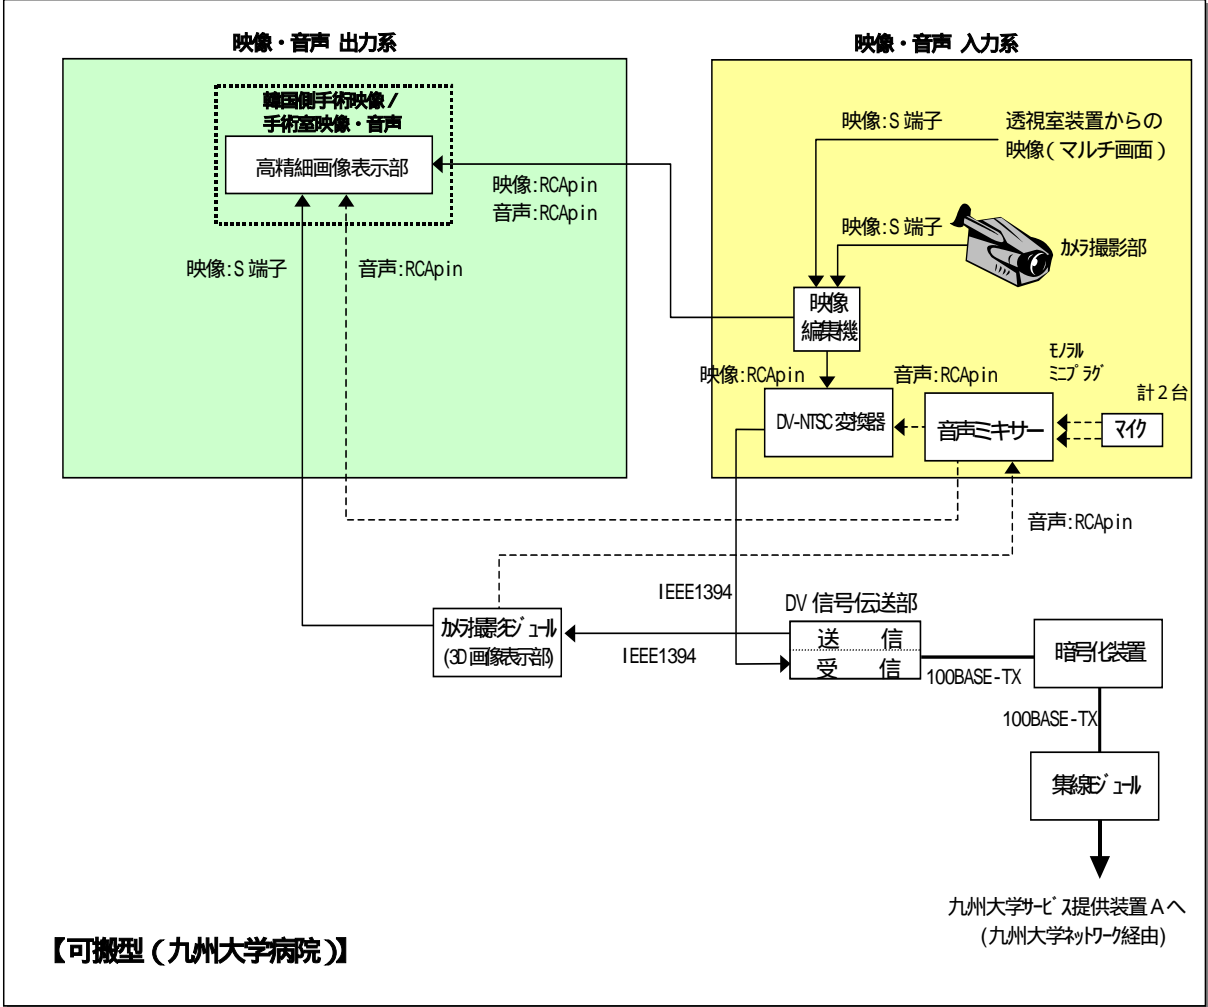 映像・音声 出力系
映像・音声 入力系
韓国側手術映像/
手術室映像・音声
高精細画像表示部
映像:S端子
透視室装置からの
映像(マルチ画面)
映像:RCApin
音声:RCApin
映像:S端子
カメラ撮影部
映像:S端子
音声:RCApin
映像
編集機
映像:RCApin
音声:RCApin
モノラル
ミニプラグ
計2台
DV-NTSC変換器
音声ミキサー
マイク
音声:RCApin
IEEE1394
DV信号伝送部
カメラ撮影モジュール
(3D画像表示部)
IEEE1394
送 信
受 信
100BASE-TX
暗号化装置
100BASE-TX
集線モジュール
九州大学サービス提供装置Aへ
(九州大学ネットワーク経由)
【可搬型(九州大学病院)】